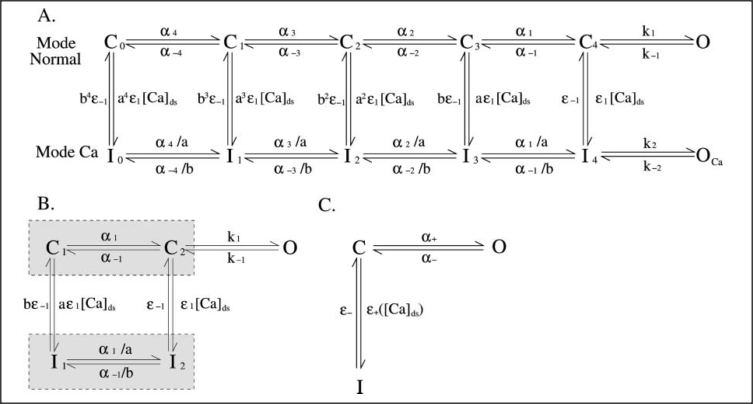 A.
Mode Normal
C₀ α₄ α₋₄ C₁ α₃ α₋₃ C₂ α₂ α₋₂ C₃ α₁ α₋₁ C₄ k₁ k₋₁ O
b⁴ε₋₁ a⁴ε₁[Ca]ds b³ε₋₁ a³ε₁[Ca]ds b²ε₋₁ a²ε₁[Ca]ds bε₋₁ aε₁[Ca]ds ε₋₁ ε₁[Ca]ds
Mode Ca I₀ α₄/a α₋₄/b I₁ α₃/a α₋₃/b I₂ α₂/a α₋₂/b I₃ α₁/a α₋₁/b I₄ k₂ k₋₂ O Ca
B.
C₁ α₁ α₋₁ C₂ k₁ k₋₁ O
bε₋₁ aε₁[Ca]ds ε₋₁ ε₁[Ca]ds
I₁ α₁/a α₋₁/b I₂
C.
C α₊ α₋ O
ε₋ ε₊([Ca]ds)
I